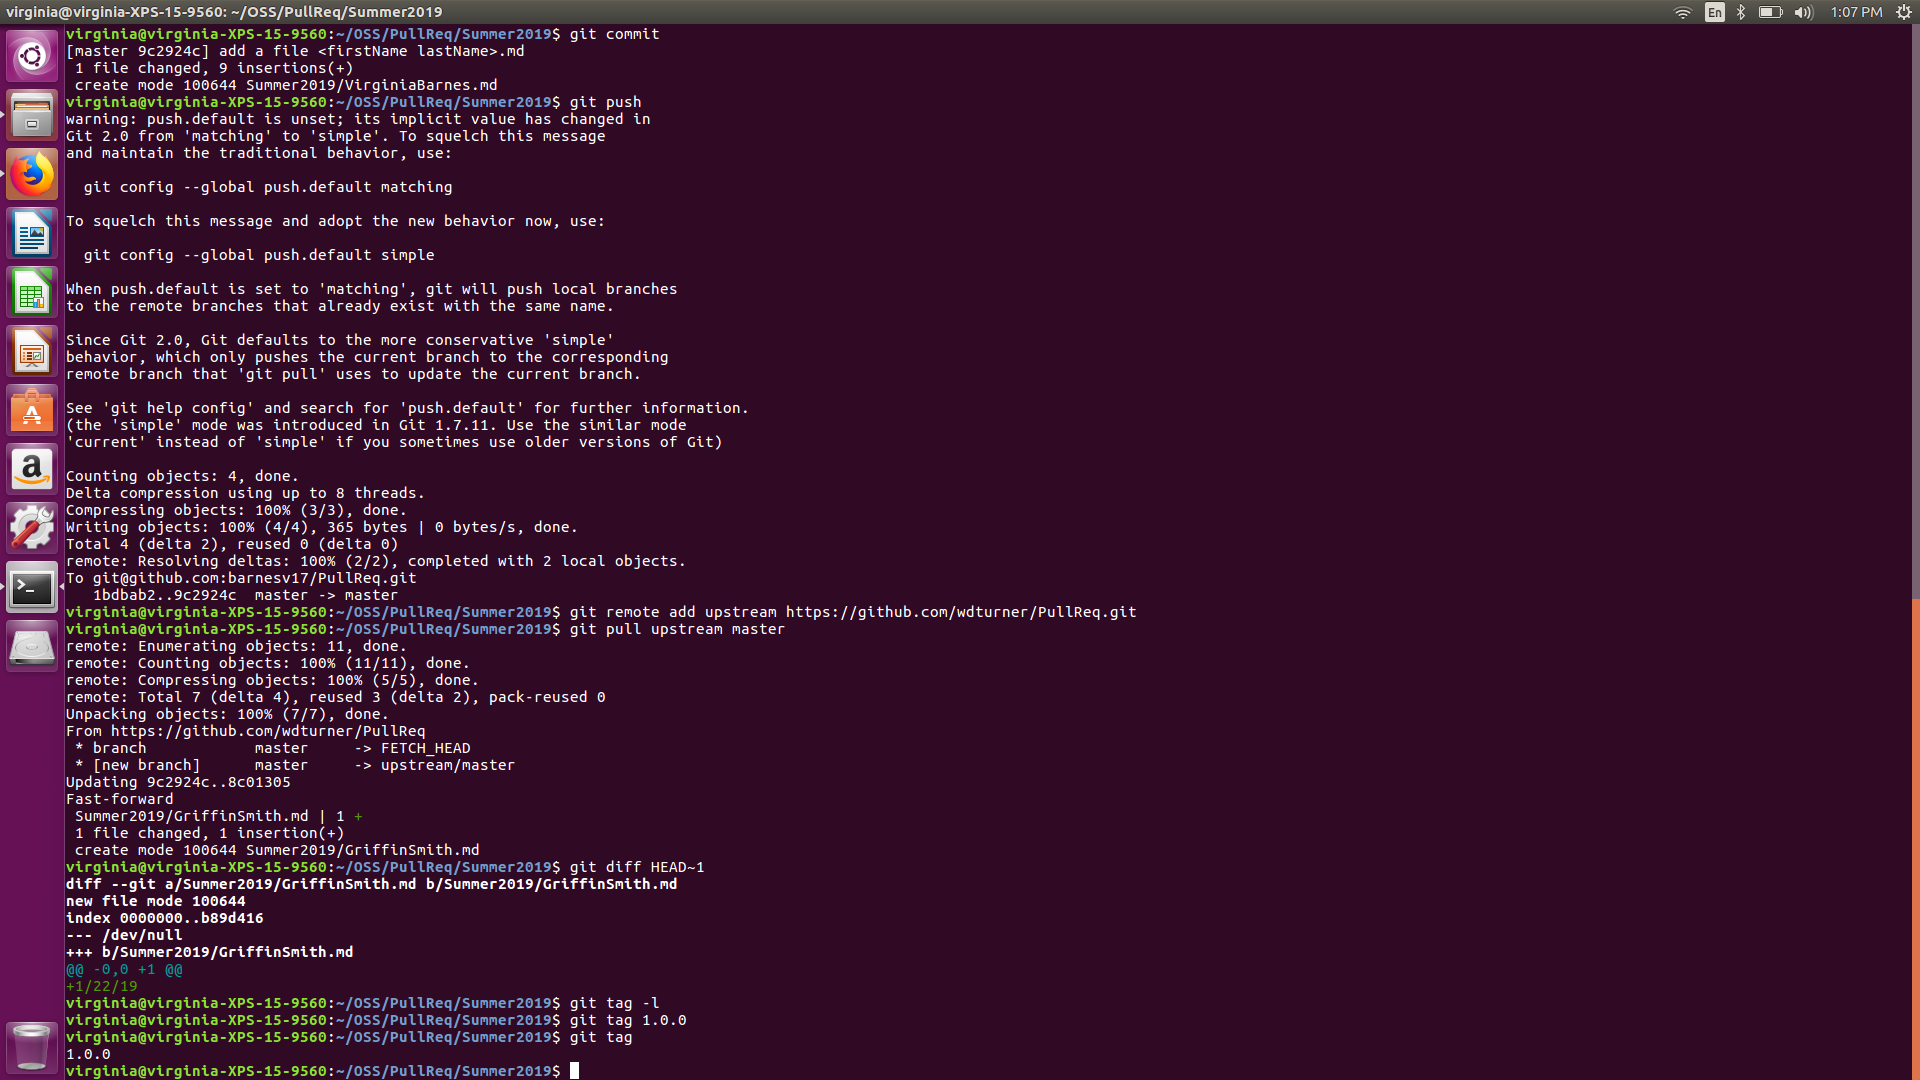 virginia@virginia-XPS-15-9560: ~/OSS/PullReq/Summer2019
En
1:07 PM
virginia@virginia-XPS-15-9560:~/OSS/PullReq/Summer2019$ git commit
[master 9c2924c] add a file <firstName lastName>.md
 1 file changed, 9 insertions(+)
 create mode 100644 Summer2019/VirginiaBarnes.md
virginia@virginia-XPS-15-9560:~/OSS/PullReq/Summer2019$ git push
warning: push.default is unset; its implicit value has changed in
Git 2.0 from 'matching' to 'simple'. To squelch this message
and maintain the traditional behavior, use:

  git config --global push.default matching

To squelch this message and adopt the new behavior now, use:

  git config --global push.default simple

When push.default is set to 'matching', git will push local branches
to the remote branches that already exist with the same name.

Since Git 2.0, Git defaults to the more conservative 'simple'
behavior, which only pushes the current branch to the corresponding
remote branch that 'git pull' uses to update the current branch.

See 'git help config' and search for 'push.default' for further information.
(the 'simple' mode was introduced in Git 1.7.11. Use the similar mode
'current' instead of 'simple' if you sometimes use older versions of Git)

Counting objects: 4, done.
Delta compression using up to 8 threads.
Compressing objects: 100% (3/3), done.
Writing objects: 100% (4/4), 365 bytes | 0 bytes/s, done.
Total 4 (delta 2), reused 0 (delta 0)
remote: Resolving deltas: 100% (2/2), completed with 2 local objects.
To git@github.com:barnesv17/PullReq.git
   1bdbab2..9c2924c  master -> master
virginia@virginia-XPS-15-9560:~/OSS/PullReq/Summer2019$ git remote add upstream https://github.com/wdturner/PullReq.git
virginia@virginia-XPS-15-9560:~/OSS/PullReq/Summer2019$ git pull upstream master
remote: Enumerating objects: 11, done.
remote: Counting objects: 100% (11/11), done.
remote: Compressing objects: 100% (5/5), done.
remote: Total 7 (delta 4), reused 3 (delta 2), pack-reused 0
Unpacking objects: 100% (7/7), done.
From https://github.com/wdturner/PullReq
 * branch            master     -> FETCH_HEAD
 * [new branch]      master     -> upstream/master
Updating 9c2924c..8c01305
Fast-forward
 Summer2019/GriffinSmith.md | 1 +
 1 file changed, 1 insertion(+)
 create mode 100644 Summer2019/GriffinSmith.md
virginia@virginia-XPS-15-9560:~/OSS/PullReq/Summer2019$ git diff HEAD~1
diff --git a/Summer2019/GriffinSmith.md b/Summer2019/GriffinSmith.md
new file mode 100644
index 0000000..b89d416
--- /dev/null
+++ b/Summer2019/GriffinSmith.md
@@ -0,0 +1 @@
+1/22/19
virginia@virginia-XPS-15-9560:~/OSS/PullReq/Summer2019$ git tag -l
virginia@virginia-XPS-15-9560:~/OSS/PullReq/Summer2019$ git tag 1.0.0
virginia@virginia-XPS-15-9560:~/OSS/PullReq/Summer2019$ git tag
1.0.0
virginia@virginia-XPS-15-9560:~/OSS/PullReq/Summer2019$